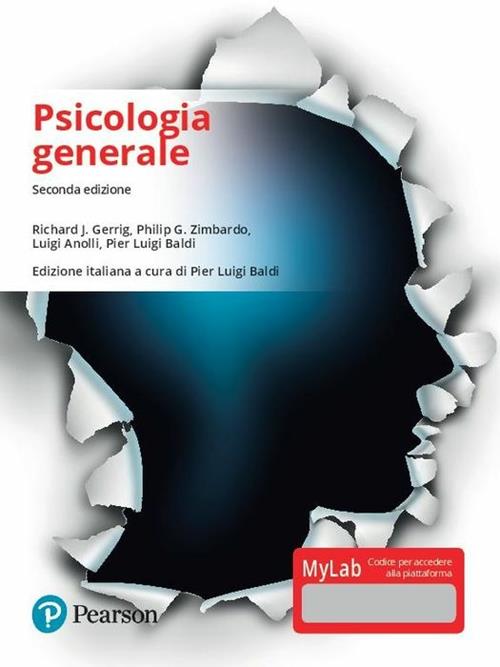 Psicologia
generale
Seconda edizione
Richard J. Gerrig, Philip G. Zimbardo,
Luigi Anolli, Pier Luigi Baldi
Edizione italiana a cura di Pier Luigi Baldi
MyLab
Codice per accedere
alla piattaforma
Pearson